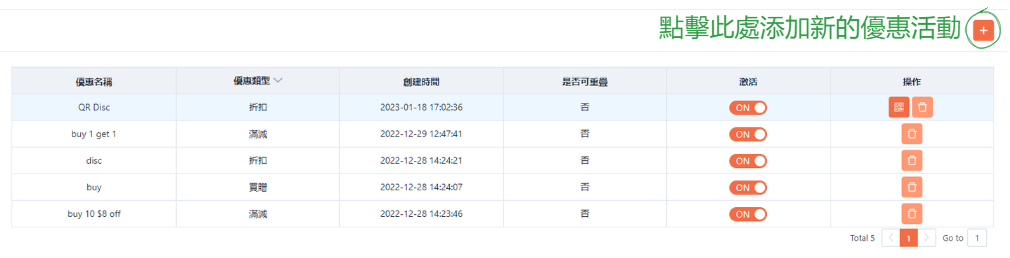 點擊此處添加新的優惠活動 +
優惠名稱 優惠類型 創建時間 是否可重疊 激活 操作
QR Disc 折扣 2023-01-18 17:02:36 否 ON
buy 1 get 1 滿減 2022-12-29 12:47:41 否 ON
disc 折扣 2022-12-28 14:24:21 否 ON
buy 買贈 2022-12-28 14:24:07 否 ON
buy 10 $8 off 滿減 2022-12-28 14:23:46 否 ON
Total 5 < 1 > Go to 1